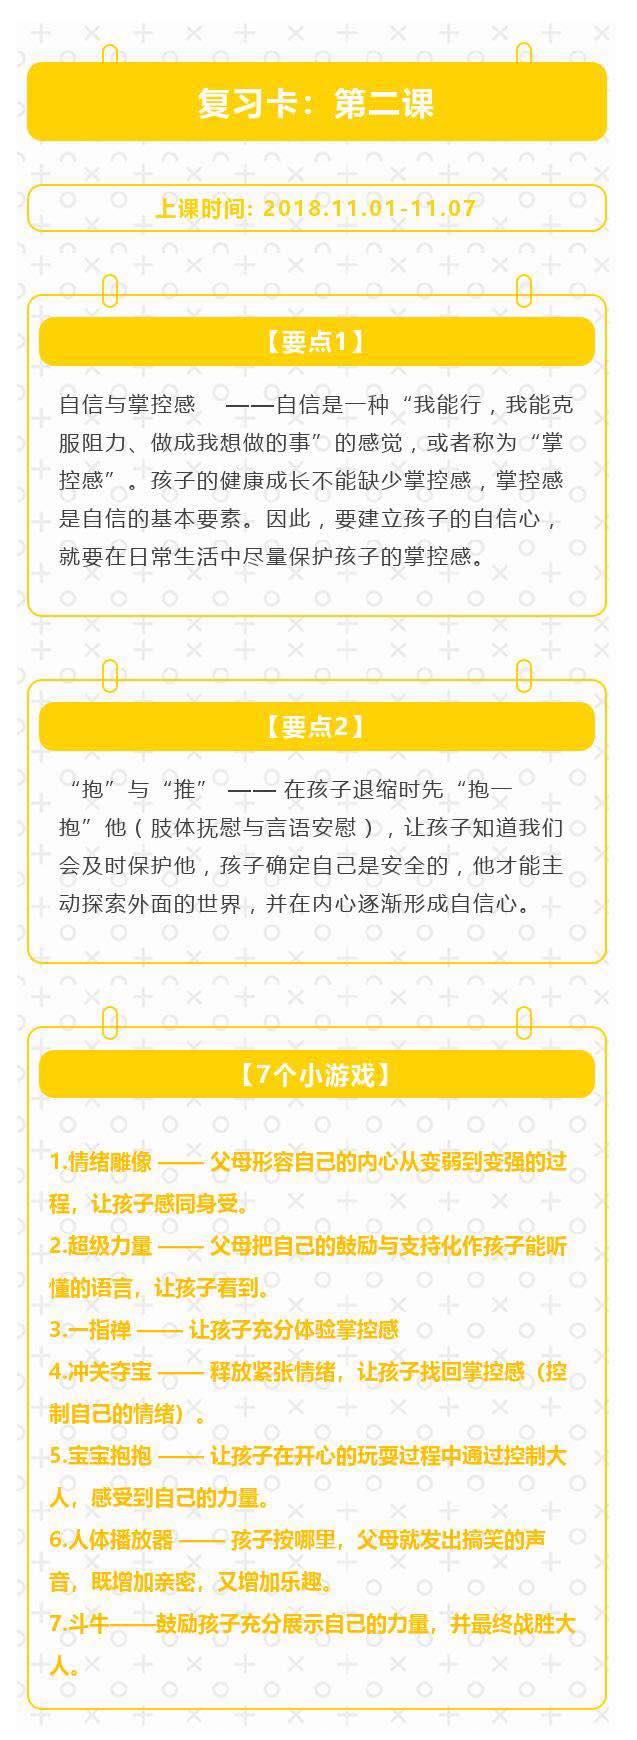 复习卡：第二课
上课时间: 2018.11.01-11.07
【要点1】
自信与掌控感 ——自信是一种“我能行，我能克
服阻力、做成我想做的事”的感觉，或者称为“掌
控感”。孩子的健康成长不能缺少掌控感，掌控感
是自信的基本要素。因此，要建立孩子的自信心，
就要在日常生活中尽量保护孩子的掌控感。
【要点2】
“抱”与“推” —— 在孩子退缩时先“抱一
抱”他（肢体抚慰与言语安慰），让孩子知道我们
会及时保护他，孩子确定自己是安全的，他才能主
动探索外面的世界，并在内心逐渐形成自信心。
【7个小游戏】
1.情绪雕像 —— 父母形容自己的内心从变弱到变强的过
程，让孩子感同身受。
2.超级力量 —— 父母把自己的鼓励与支持化作孩子能听
懂的语言，让孩子看到。
3.一指禅 —— 让孩子充分体验掌控感
4.冲关夺宝 —— 释放紧张情绪，让孩子找回掌控感（控
制自己的情绪）。
5.宝宝抱抱 —— 让孩子在开心的玩耍过程中通过控制大
人，感受到自己的力量。
6.人体播放器 —— 孩子按哪里，父母就发出搞笑的声
音，既增加亲密，又增加乐趣。
7.斗牛——鼓励孩子充分展示自己的力量，并最终战胜大
人。